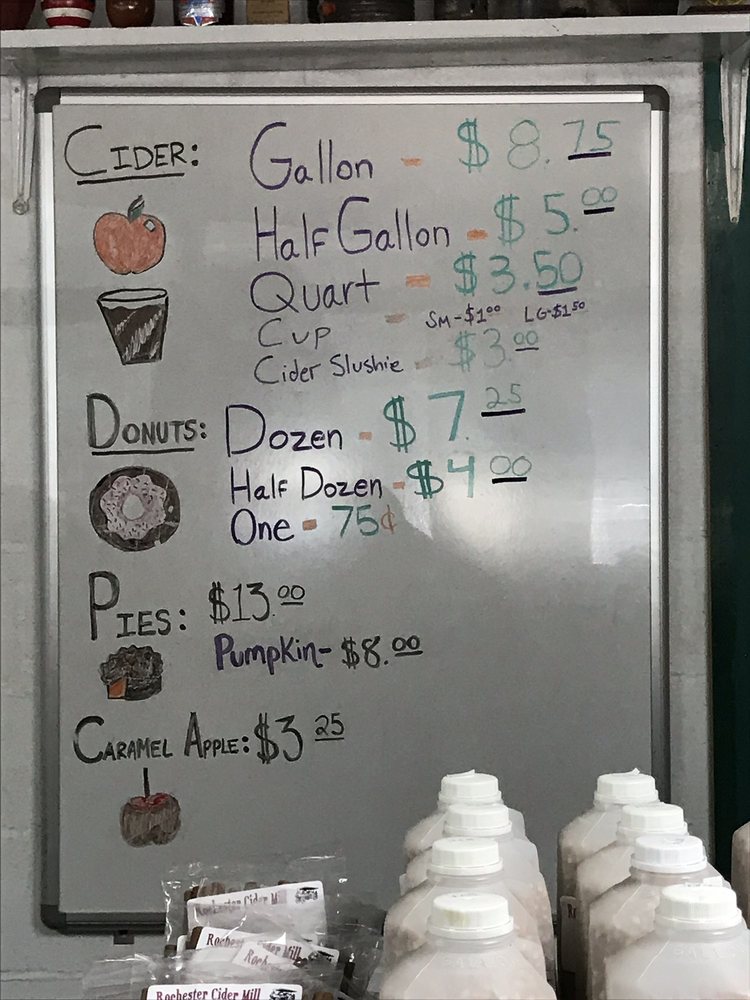 CIDER: Gallon - $8.75
Half Gallon - $5.00
Quart - $3.50
Cup - SM-$1.00 LG-$1.50
Cider Slushie - $3.00
DONUTS: Dozen - $7.25
Half Dozen - $4.00
One - 75¢
PIES: $13.00
Pumpkin- $8.00
CARAMEL APPLE: $3.25
Rochester Cider
Rochester Cider Mill